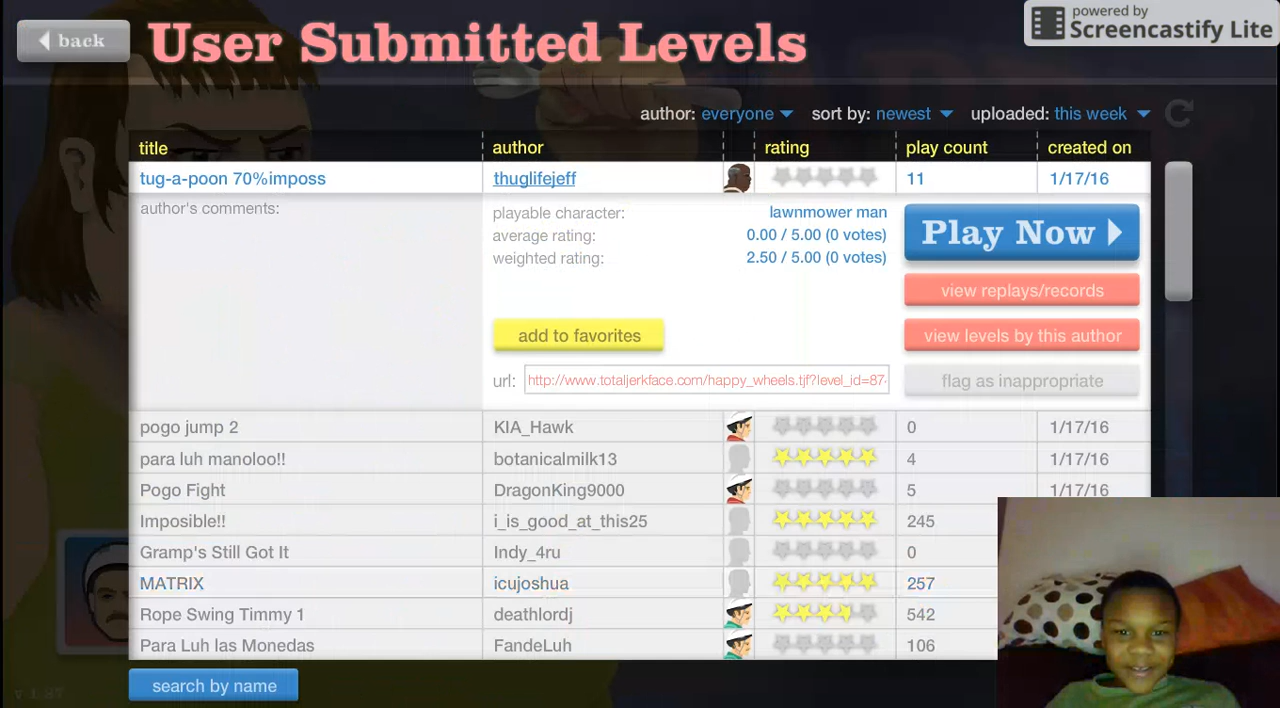 back
User Submitted Levels
powered by
Screencastify Lite
author: everyone sort by: newest uploaded: this week
title author rating play count created on
tug-a-poon 70%imposs thuglifejeff 11 1/17/16
author's comments:
playable character: lawnmower man
average rating: 0.00 / 5.00 (0 votes)
weighted rating: 2.50 / 5.00 (0 votes)
Play Now
view replays/records
add to favorites
view levels by this author
url: http://www.totaljerkface.com/happy_wheels.tjf?level_id=87
flag as inappropriate
pogo jump 2 KIA_Hawk 0 1/17/16
para luh manoloo!! botanicalmilk13 4 1/17/16
Pogo Fight DragonKing9000 5 1/17/16
Imposible!! i_is_good_at_this25 245
Gramp's Still Got It Indy_4ru 0
MATRIX icujoshua 257
Rope Swing Timmy 1 deathlordj 542
Para Luh las Monedas FandeLuh 106
search by name